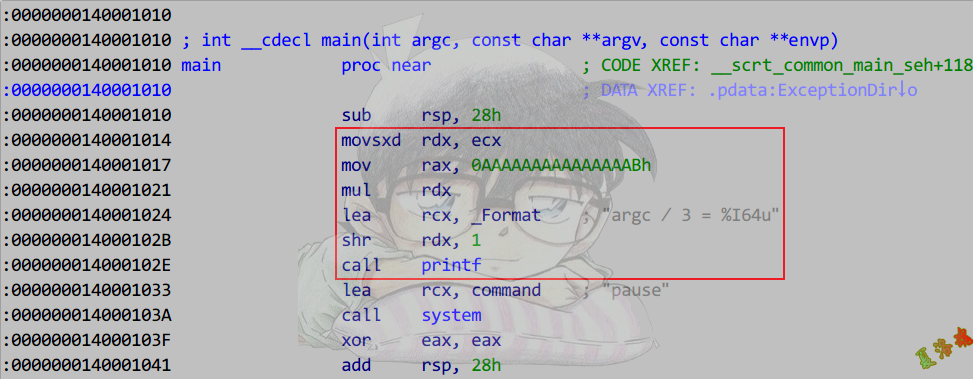 :0000000140001010
:0000000140001010 ; int __cdecl main(int argc, const char **argv, const char **envp)
:0000000140001010 main proc near ; CODE XREF: __scrt_common_main_seh+118
:0000000140001010 ; DATA XREF: .pdata:ExceptionDir↓o
:0000000140001010 sub rsp, 28h
:0000000140001014 movsxd rdx, ecx
:0000000140001017 mov rax, 0AAAAAAAAAAAAAAABh
:0000000140001021 mul rdx
:0000000140001024 lea rcx, _Format ; "argc / 3 = %I64u"
:000000014000102B shr rdx, 1
:000000014000102E call printf
:0000000140001033 lea rcx, command ; "pause"
:000000014000103A call system
:000000014000103F xor eax, eax
:0000000140001041 add rsp, 28h